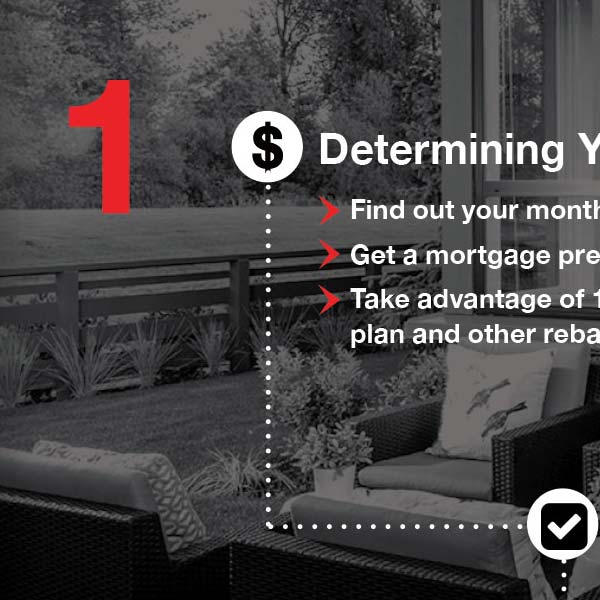 1
$
Determining Y
Find out your month
Get a mortgage pre
Take advantage of 1
plan and other reba